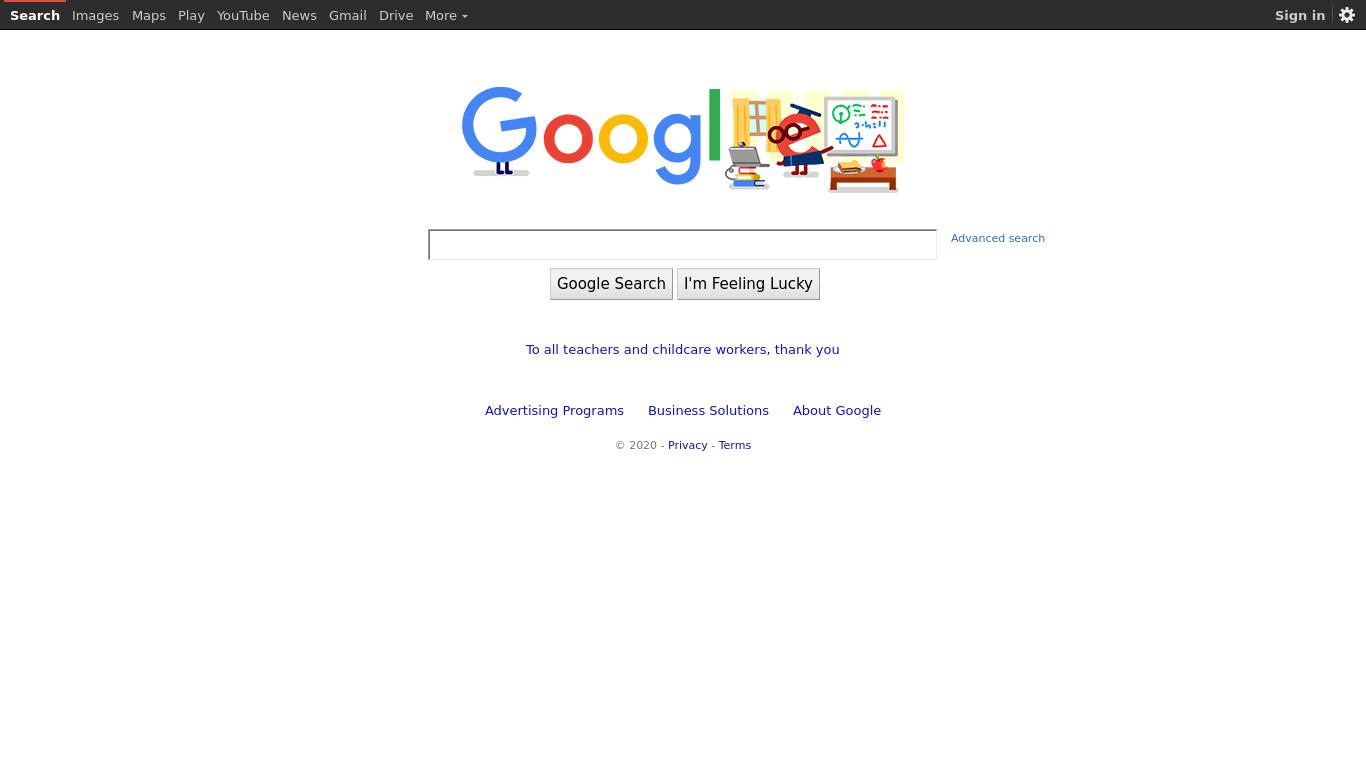 Search Images Maps Play YouTube News Gmail Drive More Sign in
Google
Advanced search
Google Search I'm Feeling Lucky
To all teachers and childcare workers, thank you
Advertising Programs Business Solutions About Google
© 2020 - Privacy - Terms